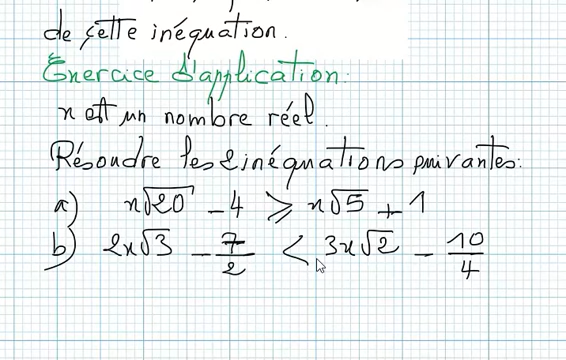 de cette inéquation.
Exercice d'application:
x est un nombre réel.
Résoudre les inéquations suivantes:
a) x√20 - 4 ⩾ x√5 + 1
b) 2x√3 - 7/2 < 3x√2 - 10/4